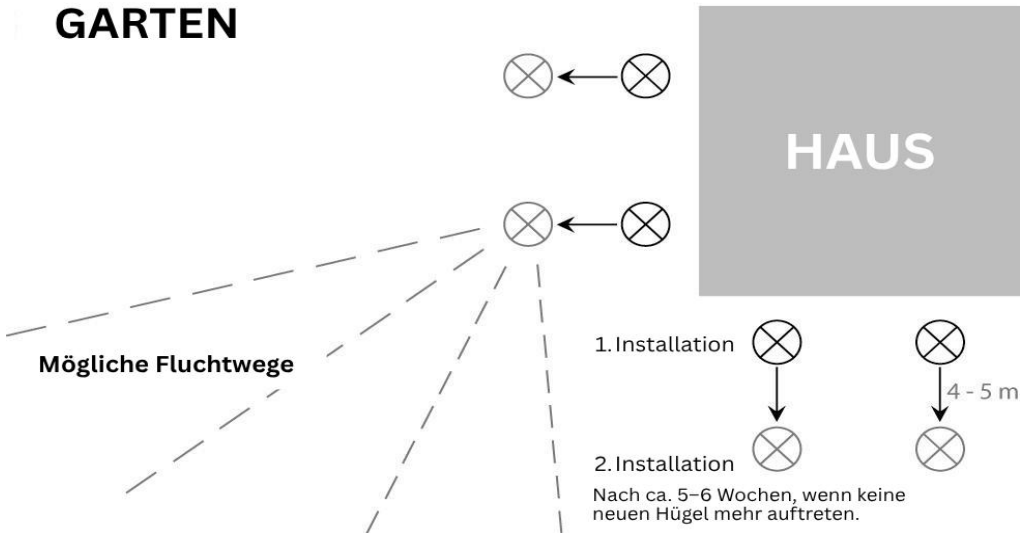 GARTEN
HAUS
Mögliche Fluchtwege
1. Installation
4 - 5 m
2. Installation
Nach ca. 5–6 Wochen, wenn keine
neuen Hügel mehr auftreten.